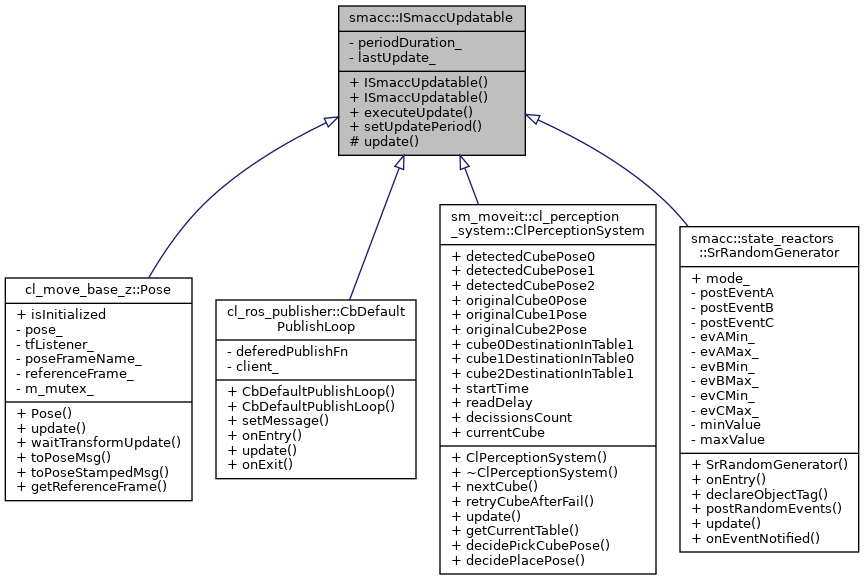 smacc::ISmaccUpdatable
- periodDuration_
- lastUpdate_
+ ISmaccUpdatable()
+ ISmaccUpdatable()
+ executeUpdate()
+ setUpdatePeriod()
# update()
cl_move_base_z::Pose
+ isInitialized
- pose_
- tfListener_
- poseFrameName_
- referenceFrame_
- m_mutex_
+ Pose()
+ update()
+ waitTransformUpdate()
+ toPoseMsg()
+ toPoseStampedMsg()
+ getReferenceFrame()
cl_ros_publisher::CbDefault
PublishLoop
- deferedPublishFn
- client_
+ CbDefaultPublishLoop()
+ CbDefaultPublishLoop()
+ setMessage()
+ onEntry()
+ update()
+ onExit()
sm_moveit::cl_perception
_system::ClPerceptionSystem
+ detectedCubePose0
+ detectedCubePose1
+ detectedCubePose2
+ originalCube0Pose
+ originalCube1Pose
+ originalCube2Pose
+ cube0DestinationInTable1
+ cube1DestinationInTable0
+ cube2DestinationInTable1
+ startTime
+ readDelay
+ decissionsCount
+ currentCube
+ ClPerceptionSystem()
+ ~ClPerceptionSystem()
+ nextCube()
+ retryCubeAfterFail()
+ update()
+ getCurrentTable()
+ decidePickCubePose()
+ decidePlacePose()
smacc::state_reactors
::SrRandomGenerator
+ mode_
- postEventA
- postEventB
- postEventC
- evAMin_
- evAMax_
- evBMin_
- evBMax_
- evCMin_
- evCMax_
- minValue
- maxValue
+ SrRandomGenerator()
+ onEntry()
+ declareObjectTag()
+ postRandomEvents()
+ update()
+ onEventNotified()